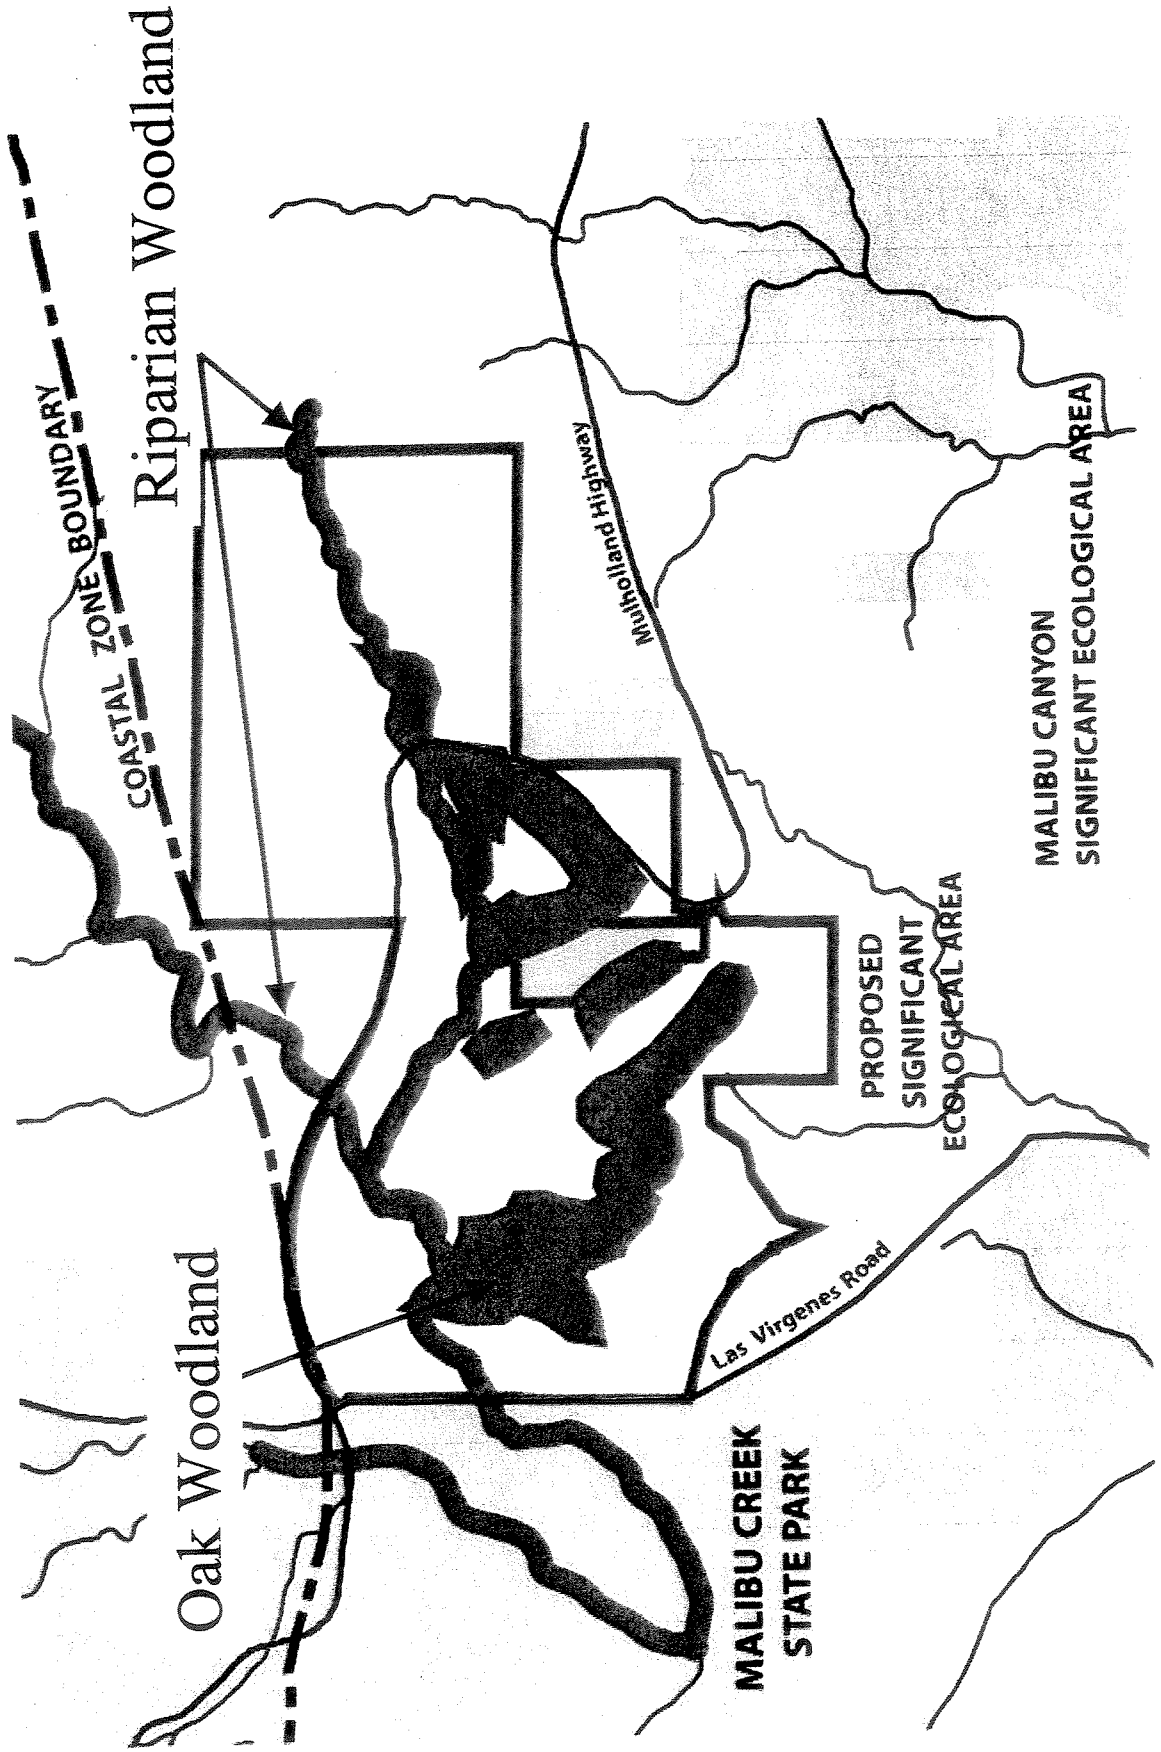 Riparian Woodland
COASTAL ZONE BOUNDARY
Oak Woodland
Mulholland Highway
Las Virgenes Road
PROPOSED
SIGNIFICANT
ECOLOGICAL AREA
MALIBU CANYON
SIGNIFICANT ECOLOGICAL AREA
MALIBU CREEK
STATE PARK